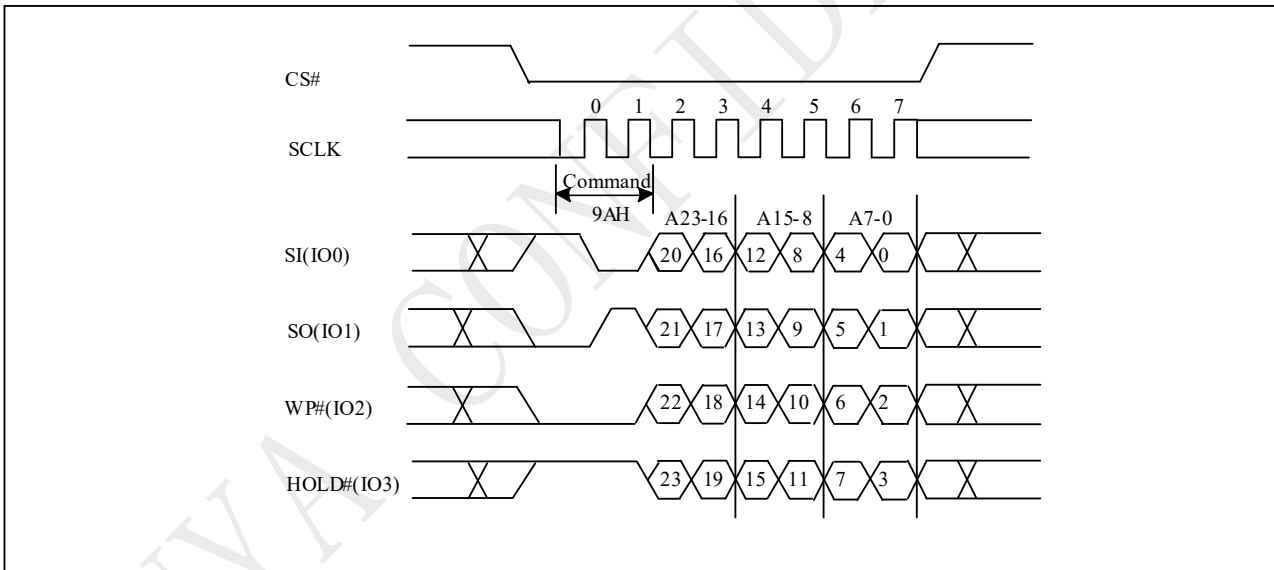 CS#
0 1 2 3 4 5 6 7
SCLK
Command
9AH
A23-16 A15-8 A7-0
SI(IO0) 20 16 12 8 4 0
SO(IO1) 21 17 13 9 5 1
WP#(IO2) 22 18 14 10 6 2
HOLD#(IO3) 23 19 15 11 7 3